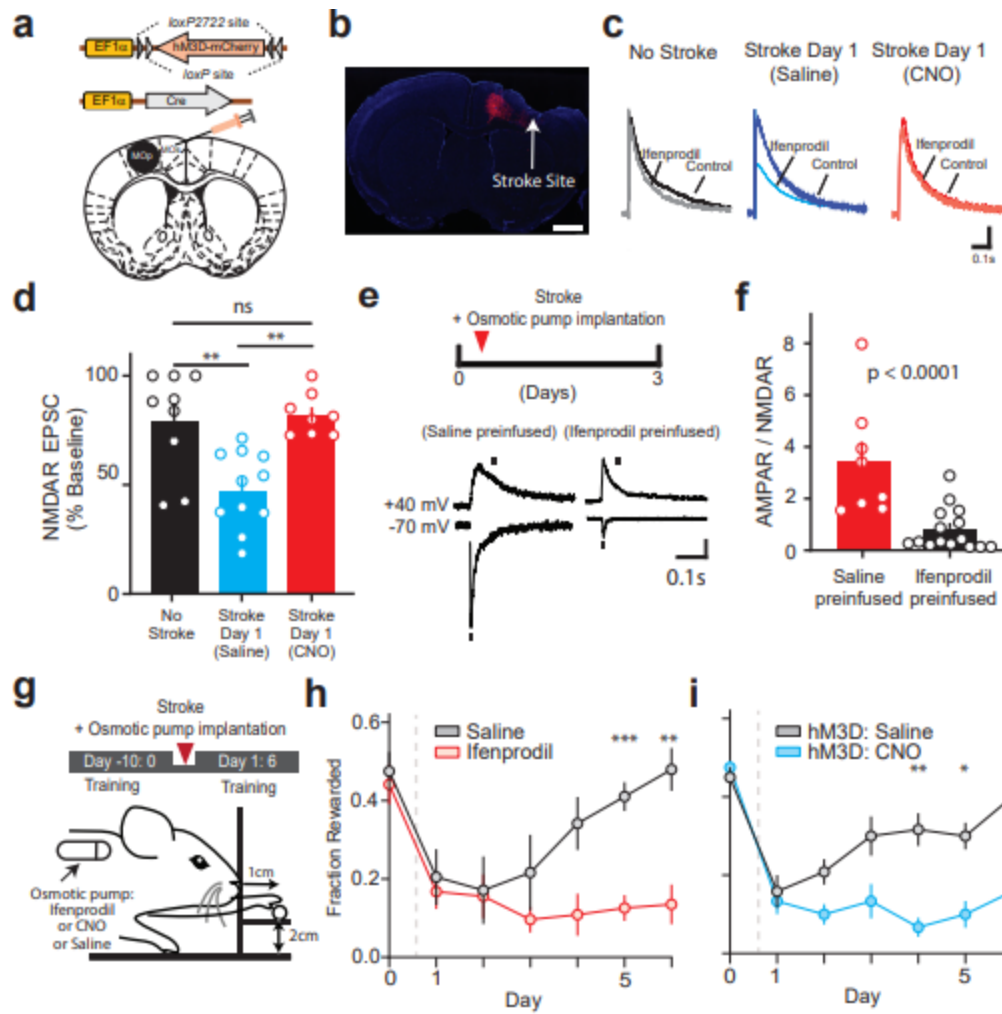 a
loxP2722 site
EF1α
hM3D-mCherry
loxP site
EF1α
Cre
MOp
b
Stroke Site
c
No Stroke
Stroke Day 1
(Saline)
Stroke Day 1
(CNO)
Ifenprodil
Control
Ifenprodil
Control
Ifenprodil
Control
0.1s
d
ns
**
**
NMDAR EPSC
(% Baseline)
100
50
0
No
Stroke
Stroke
Day 1
(Saline)
Stroke
Day 1
(CNO)
e
Stroke
+ Osmotic pump implantation
0
3
(Days)
(Saline preinfused)
(Ifenprodil preinfused)
+40 mV
-70 mV
0.1s
f
AMPAR / NMDAR
8
6
4
2
0
p < 0.0001
Saline
preinfused
Ifenprodil
preinfused
g
Stroke
+ Osmotic pump implantation
Day -10: 0
Day 1: 6
Training
Training
1cm
2cm
Osmotic pump:
Ifenprodil
or CNO
or Saline
h
Fraction Rewarded
0.6
0.4
0.2
0.0
Saline
Ifenprodil
***
**
0
1
5
Day
i
hM3D: Saline
hM3D: CNO
**
*
0
1
5
Day